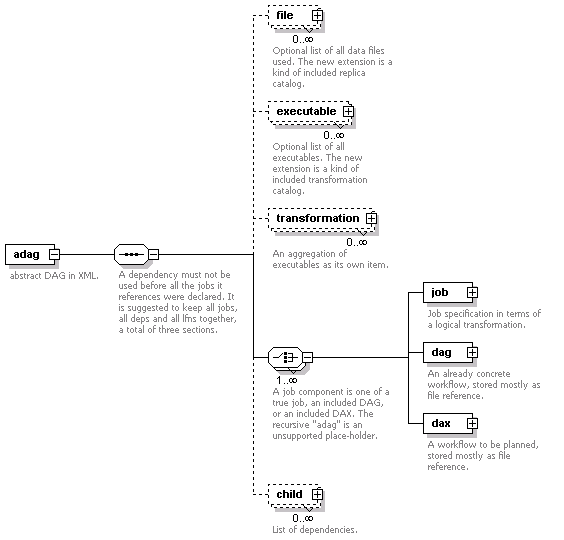 file
0..∞
Optional list of all data files
used. The new extension is a
kind of included replica
catalog.
executable
0..∞
Optional list of all
executables. The new
extension is a kind of
included transformation
catalog.
transformation
0..∞
An aggregation of
executables as its own item.
adag
abstract DAG in XML.
A dependency must not be
used before all the jobs it
references were declared. It
is suggested to keep all jobs,
all deps and all lfns together,
a total of three sections.
job
Job specification in terms of
a logical transformation.
dag
An already concrete
workflow, stored mostly as
file reference.
1..∞
A job component is one of a
true job, an included DAG,
or an included DAX. The
recursive "adag" is an
unsupported place-holder.
dax
A workflow to be planned,
stored mostly as file
reference.
child
0..∞
List of dependencies.